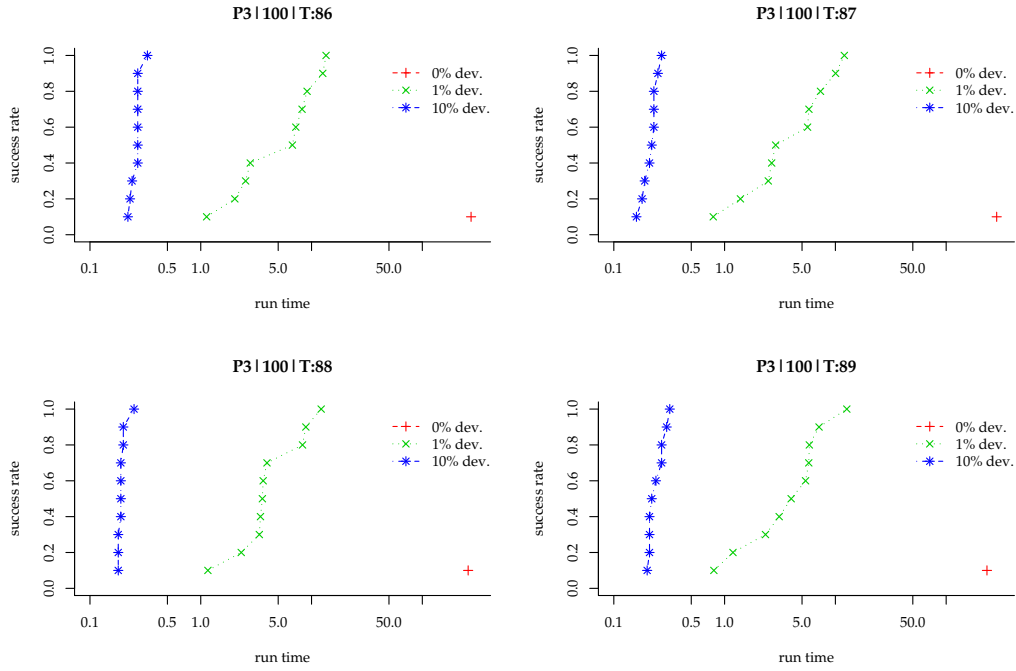 P3 | 100 | T:86
success rate
1.0
0.8
0.6
0.4
0.2
0.0
0% dev.
1% dev.
10% dev.
0.1 0.5 1.0 5.0 50.0
run time
P3 | 100 | T:87
success rate
1.0
0.8
0.6
0.4
0.2
0.0
0% dev.
1% dev.
10% dev.
0.1 0.5 1.0 5.0 50.0
run time
P3 | 100 | T:88
success rate
1.0
0.8
0.6
0.4
0.2
0.0
0% dev.
1% dev.
10% dev.
0.1 0.5 1.0 5.0 50.0
run time
P3 | 100 | T:89
success rate
1.0
0.8
0.6
0.4
0.2
0.0
0% dev.
1% dev.
10% dev.
0.1 0.5 1.0 5.0 50.0
run time